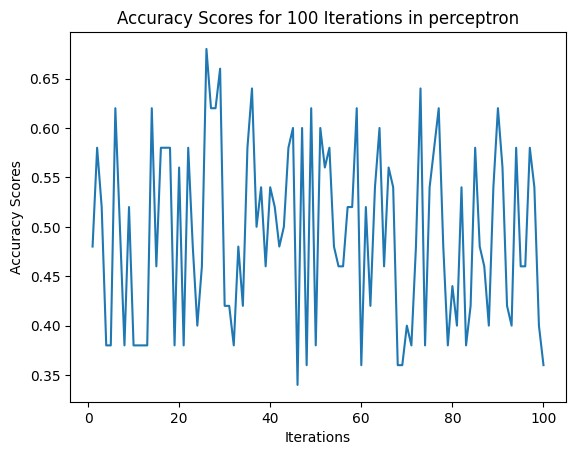 Accuracy Scores for 100 Iterations in perceptron
0.65
0.60
0.55
0.50
0.45
0.40
0.35
Accuracy Scores
0 20 40 60 80 100
Iterations